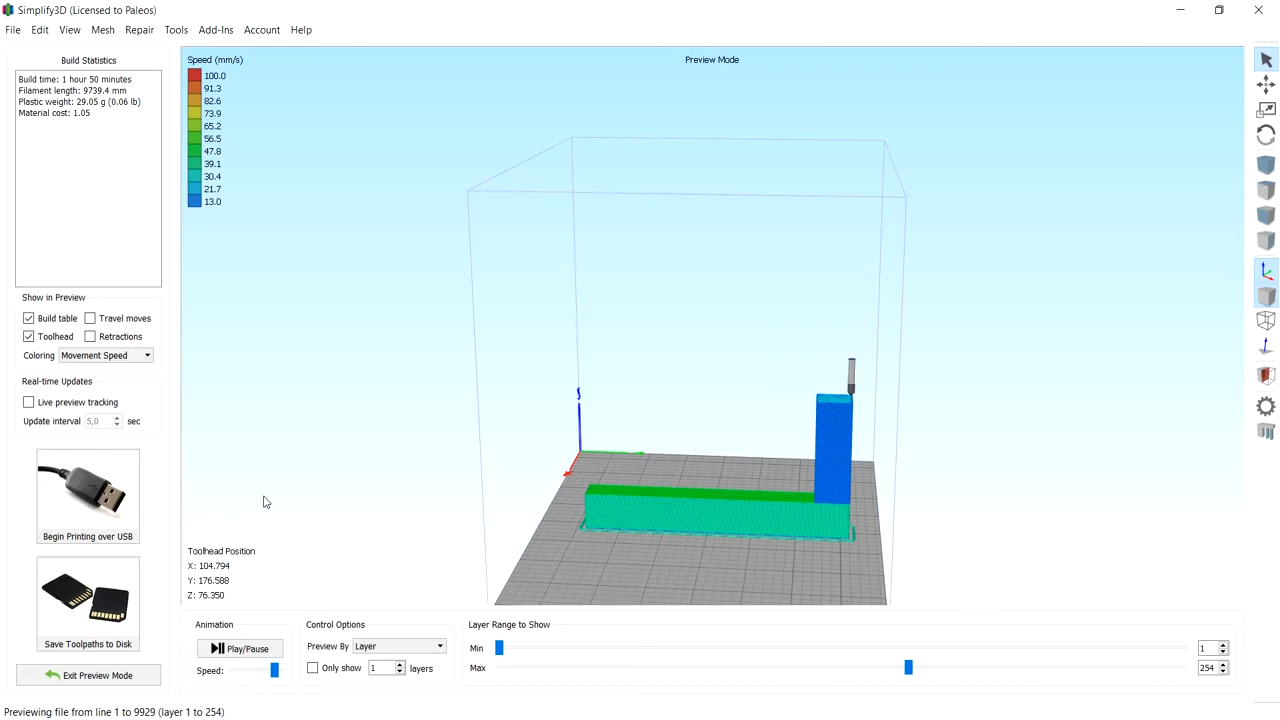 Simplify3D (Licensed to Paleos)
File Edit View Mesh Repair Tools Add-Ins Account Help
Build Statistics
Build time: 1 hour 50 minutes
Filament length: 9739.4 mm
Plastic weight: 29.05 g (0.06 lb)
Material cost: 1.05
Show in Preview
Build table Travel moves
Toolhead Retractions
Coloring Movement Speed
Real-time Updates
Live preview tracking
Update interval 5,0 sec
Begin Printing over USB
Save Toolpaths to Disk
Exit Preview Mode
Speed (mm/s)
100.0
91.3
82.6
73.9
65.2
56.5
47.8
39.1
30.4
21.7
13.0
Preview Mode
Toolhead Position
X: 104.794
Y: 176.588
Z: 76.350
Animation
Play/Pause
Speed:
Control Options
Preview By Layer
Only show 1 layers
Layer Range to Show
Min 1
Max 254
Previewing file from line 1 to 9929 (layer 1 to 254)